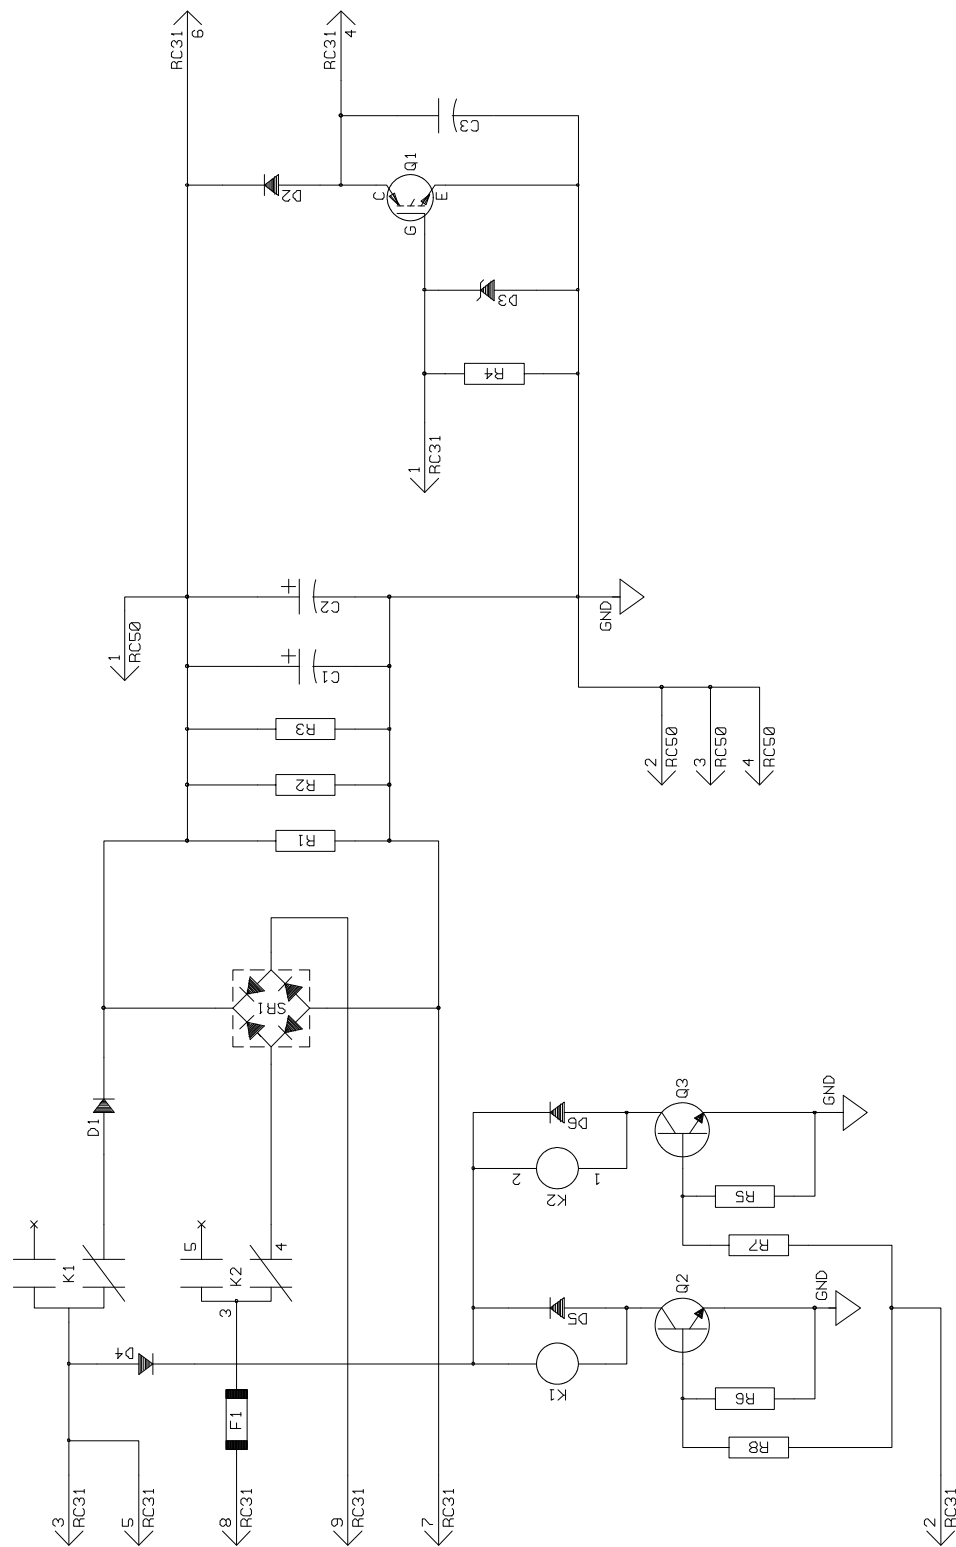 RC31
6
RC31
4
C3
Q1
D2
C
E
G
D3
R4
1
RC31
C2
GND
1
RC50
C1
R3
2
RC50
3
RC50
4
RC50
R2
R1
SR1
D1
Q3
GND
D6
K2
2
1
R5
R7
5
K1
K2
4
3
Q2
GND
D5
K1
D4
R6
R8
F1
3
RC31
5
RC31
8
RC31
9
RC31
7
RC31
2
RC31